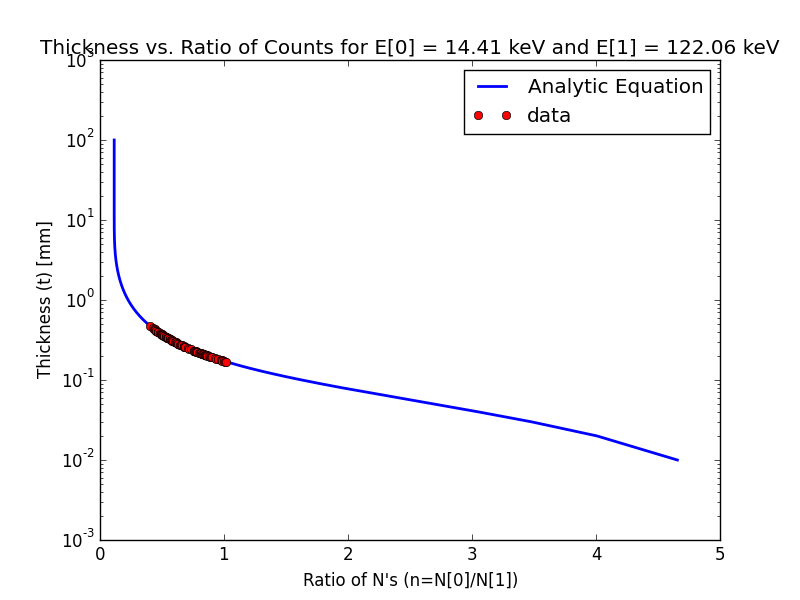 Thickness vs. Ratio of Counts for E[0] = 14.41 keV and E[1] = 122.06 keV
Analytic Equation
data
10³
10²
10¹
10⁰
10⁻¹
10⁻²
10⁻³
Thickness (t) [mm]
0 1 2 3 4 5
Ratio of N's (n=N[0]/N[1])